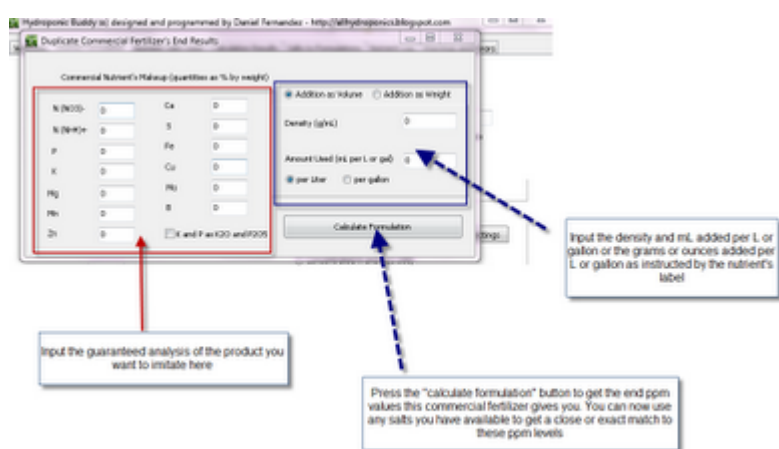 Hydroponic Buddy (c) designed and programmed by Daniel Fernandez - http://allhydroponics.blogspot.com
Duplicate Commercial Fertilizer's End Results
Commercial Nutrient's Makeup (quantities as % by weight)
N (NO3)- 0
N (NH4)+ 0
P 0
K 0
Mg 0
Mn 0
Zn 0
Ca 0
S 0
Fe 0
Cu 0
Mo 0
B 0
K and P as K2O and P2O5
Addition as Volume Addition as Weight
Density (g/mL) 0
Amount Used (mL per L or gal) 0
per Liter per gallon
Calculate Formulation
Input the density and mL added per L or
gallon or the grams or ounces added per
L or gallon as instructed by the nutrient's
label
Input the guaranteed analysis of the product you
want to imitate here
Press the "calculate formulation" button to get the end ppm
values this commercial fertilizer gives you. You can now use
any salts you have available to get a close or exact match to
these ppm levels